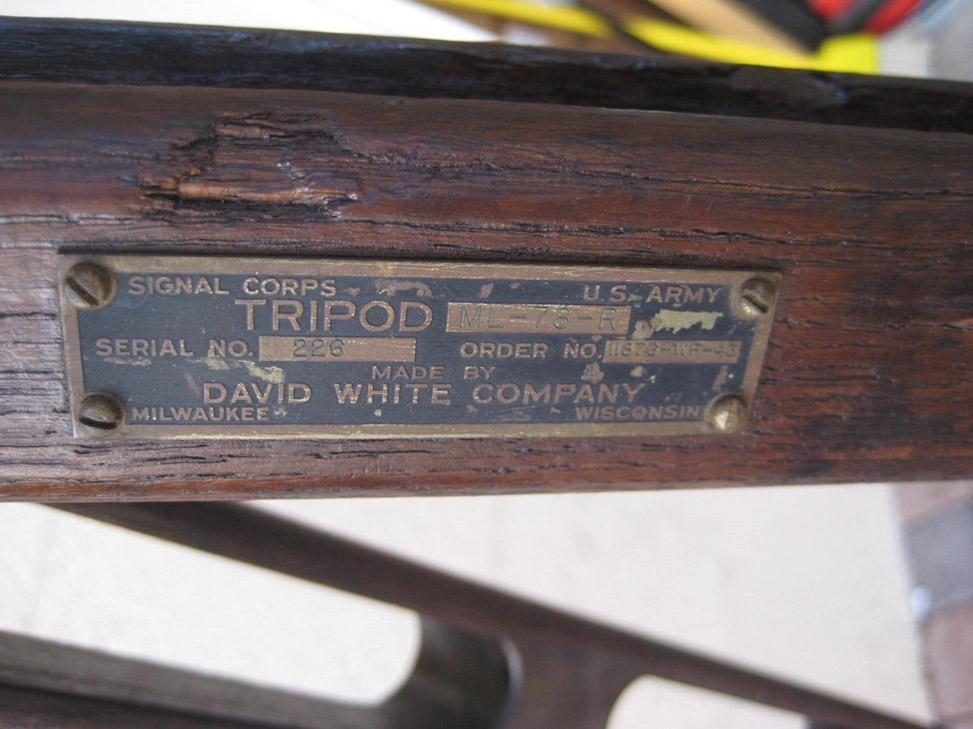 SIGNAL CORPS U.S. ARMY
TRIPOD ML-78-R
SERIAL NO. 226 ORDER NO.
MADE BY
DAVID WHITE COMPANY
MILWAUKEE WISCONSIN